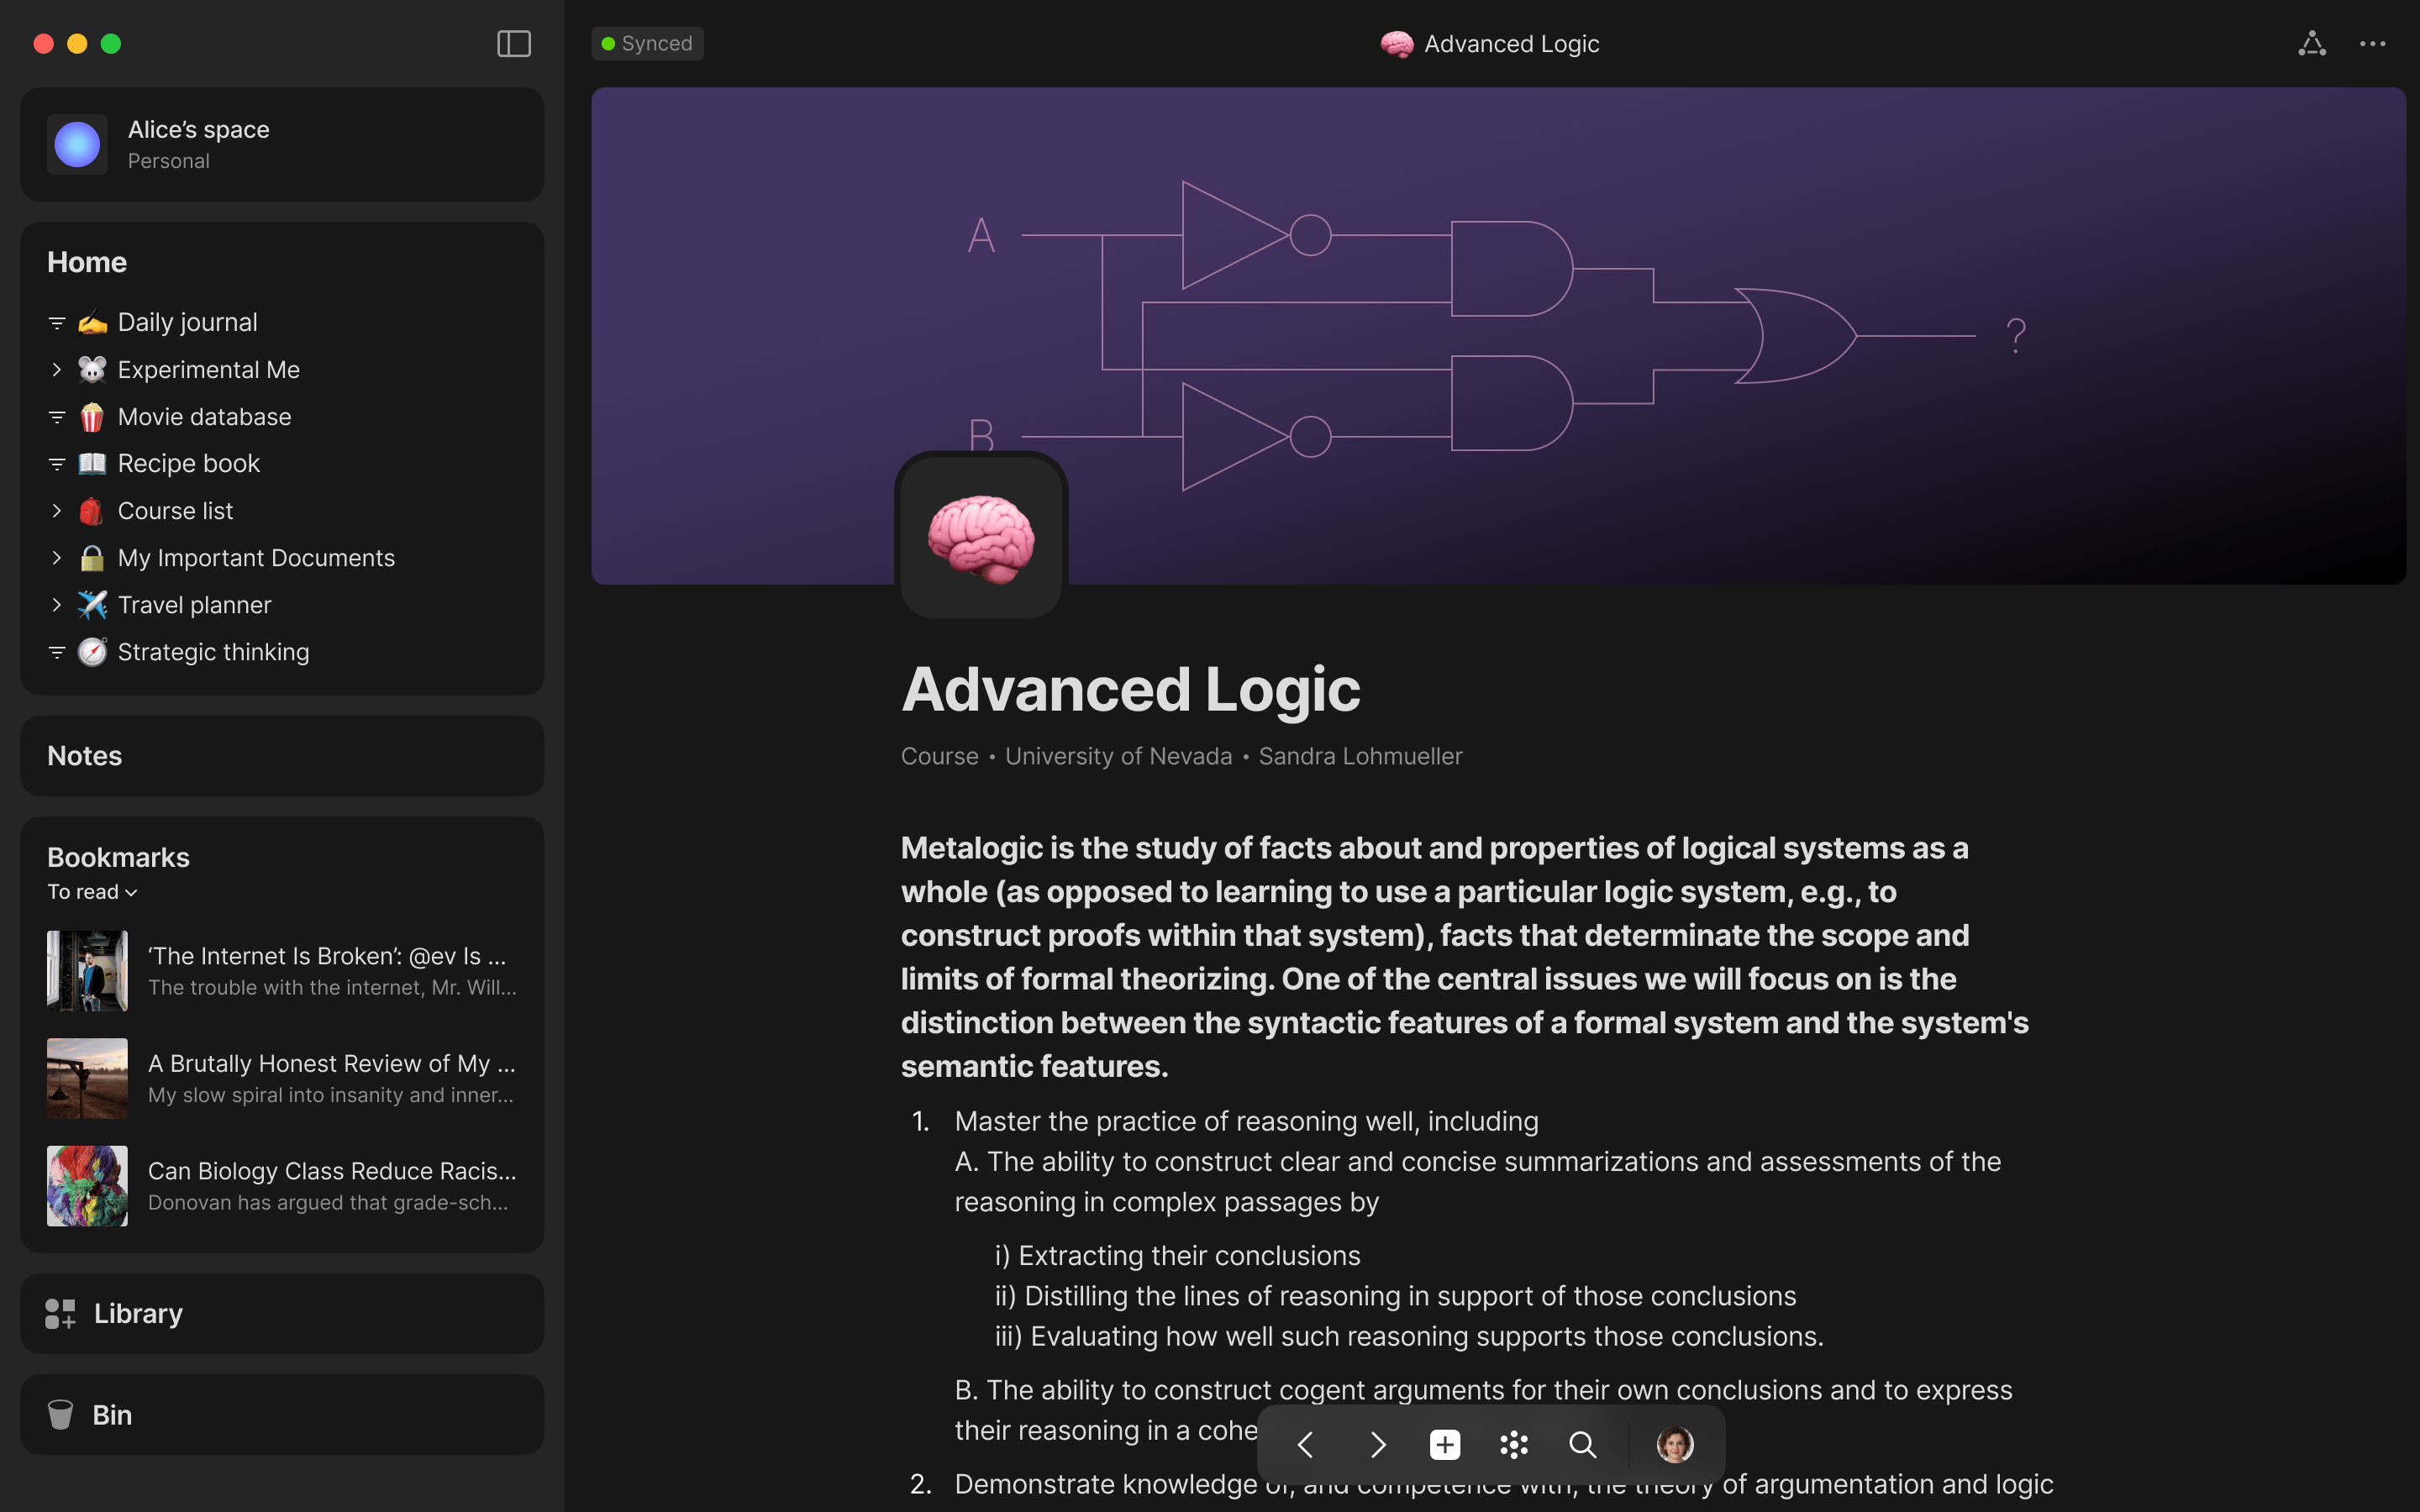 Synced
Advanced Logic
Alice’s space
Personal
Home
Daily journal
Experimental Me
Movie database
Recipe book
Course list
My Important Documents
Travel planner
Strategic thinking
Notes
Bookmarks
To read
‘The Internet Is Broken’: @ev Is ...
The trouble with the internet, Mr. Will...
A Brutally Honest Review of My ...
My slow spiral into insanity and inner...
Can Biology Class Reduce Racis...
Donovan has argued that grade-sch...
Library
Bin
A
?
B
Advanced Logic
Course • University of Nevada • Sandra Lohmueller
Metalogic is the study of facts about and properties of logical systems as a
whole (as opposed to learning to use a particular logic system, e.g., to
construct proofs within that system), facts that determinate the scope and
limits of formal theorizing. One of the central issues we will focus on is the
distinction between the syntactic features of a formal system and the system's
semantic features.
1. Master the practice of reasoning well, including
A. The ability to construct clear and concise summarizations and assessments of the
reasoning in complex passages by
i) Extracting their conclusions
ii) Distilling the lines of reasoning in support of those conclusions
iii) Evaluating how well such reasoning supports those conclusions.
B. The ability to construct cogent arguments for their own conclusions and to express
their reasoning in a cohe
2. Demonstrate knowledge of, and competence with, the theory of argumentation and logic